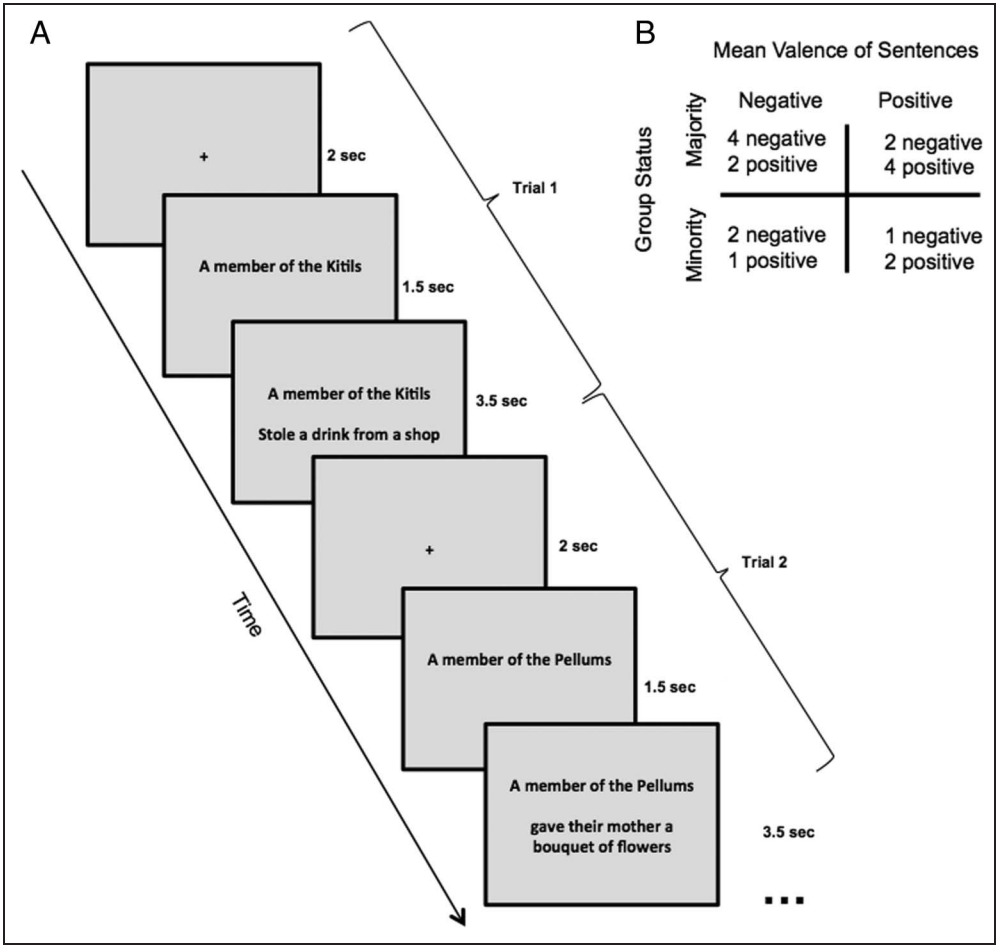 A
+
2 sec
Trial 1
A member of the Kitils
1.5 sec
A member of the Kitils
Stole a drink from a shop
3.5 sec
+
2 sec
Trial 2
A member of the Pellums
1.5 sec
A member of the Pellums
gave their mother a
bouquet of flowers
3.5 sec
...
Time
B
Mean Valence of Sentences
Negative
Positive
Group Status
Majority
4 negative
2 positive
2 negative
4 positive
Minority
2 negative
1 positive
1 negative
2 positive